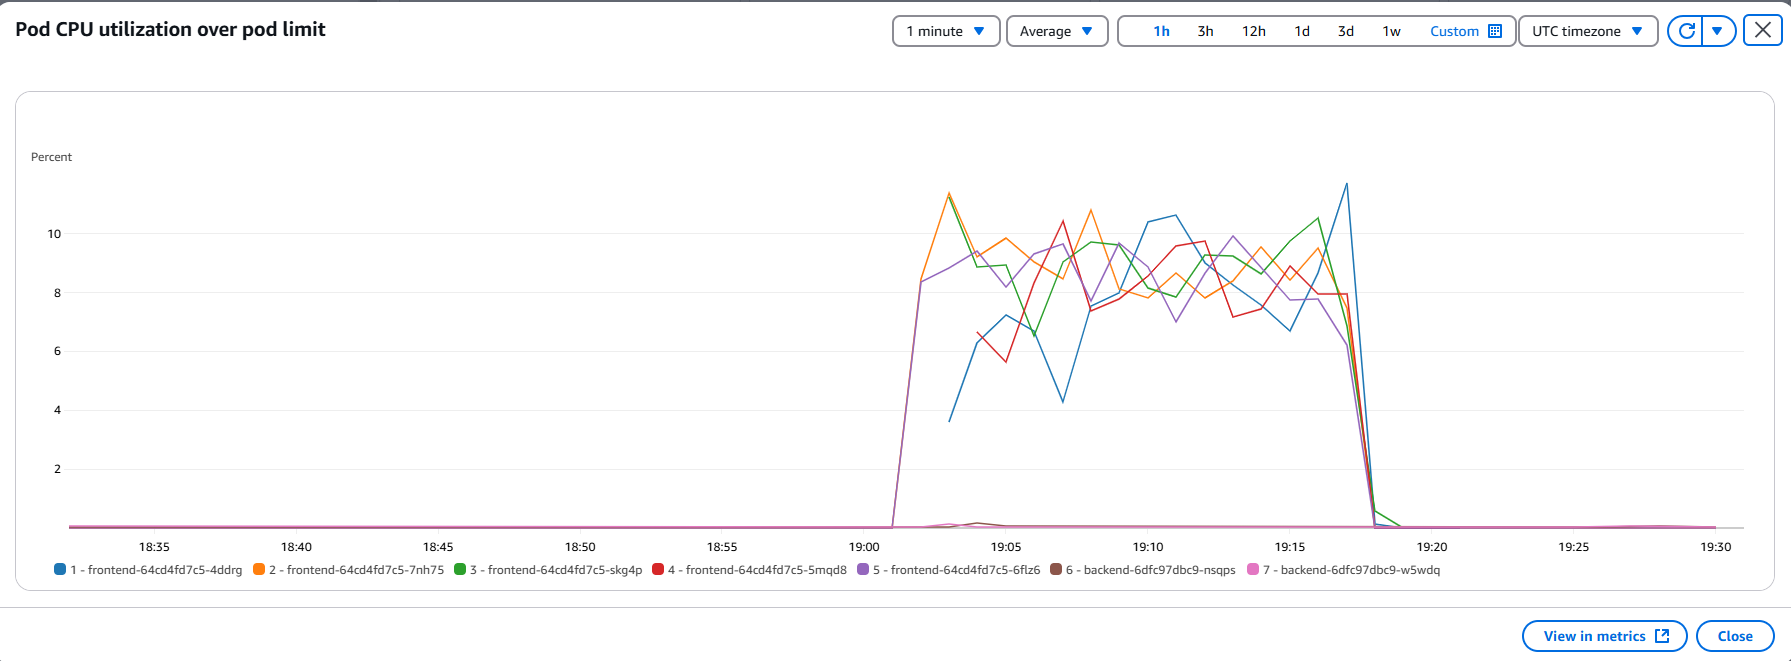 Pod CPU utilization over pod limit
1 minute Average 1h 3h 12h 1d 3d 1w Custom UTC timezone
Percent
10
8
6
4
2
18:35 18:40 18:45 18:50 18:55 19:00 19:05 19:10 19:15 19:20 19:25 19:30
1 - frontend-64cd4fd7c5-4ddrg 2 - frontend-64cd4fd7c5-7nh75 3 - frontend-64cd4fd7c5-skg4p 4 - frontend-64cd4fd7c5-5mqd8 5 - frontend-64cd4fd7c5-6flz6 6 - backend-6dfc97dbc9-nsqps 7 - backend-6dfc97dbc9-w5wdq
View in metrics Close